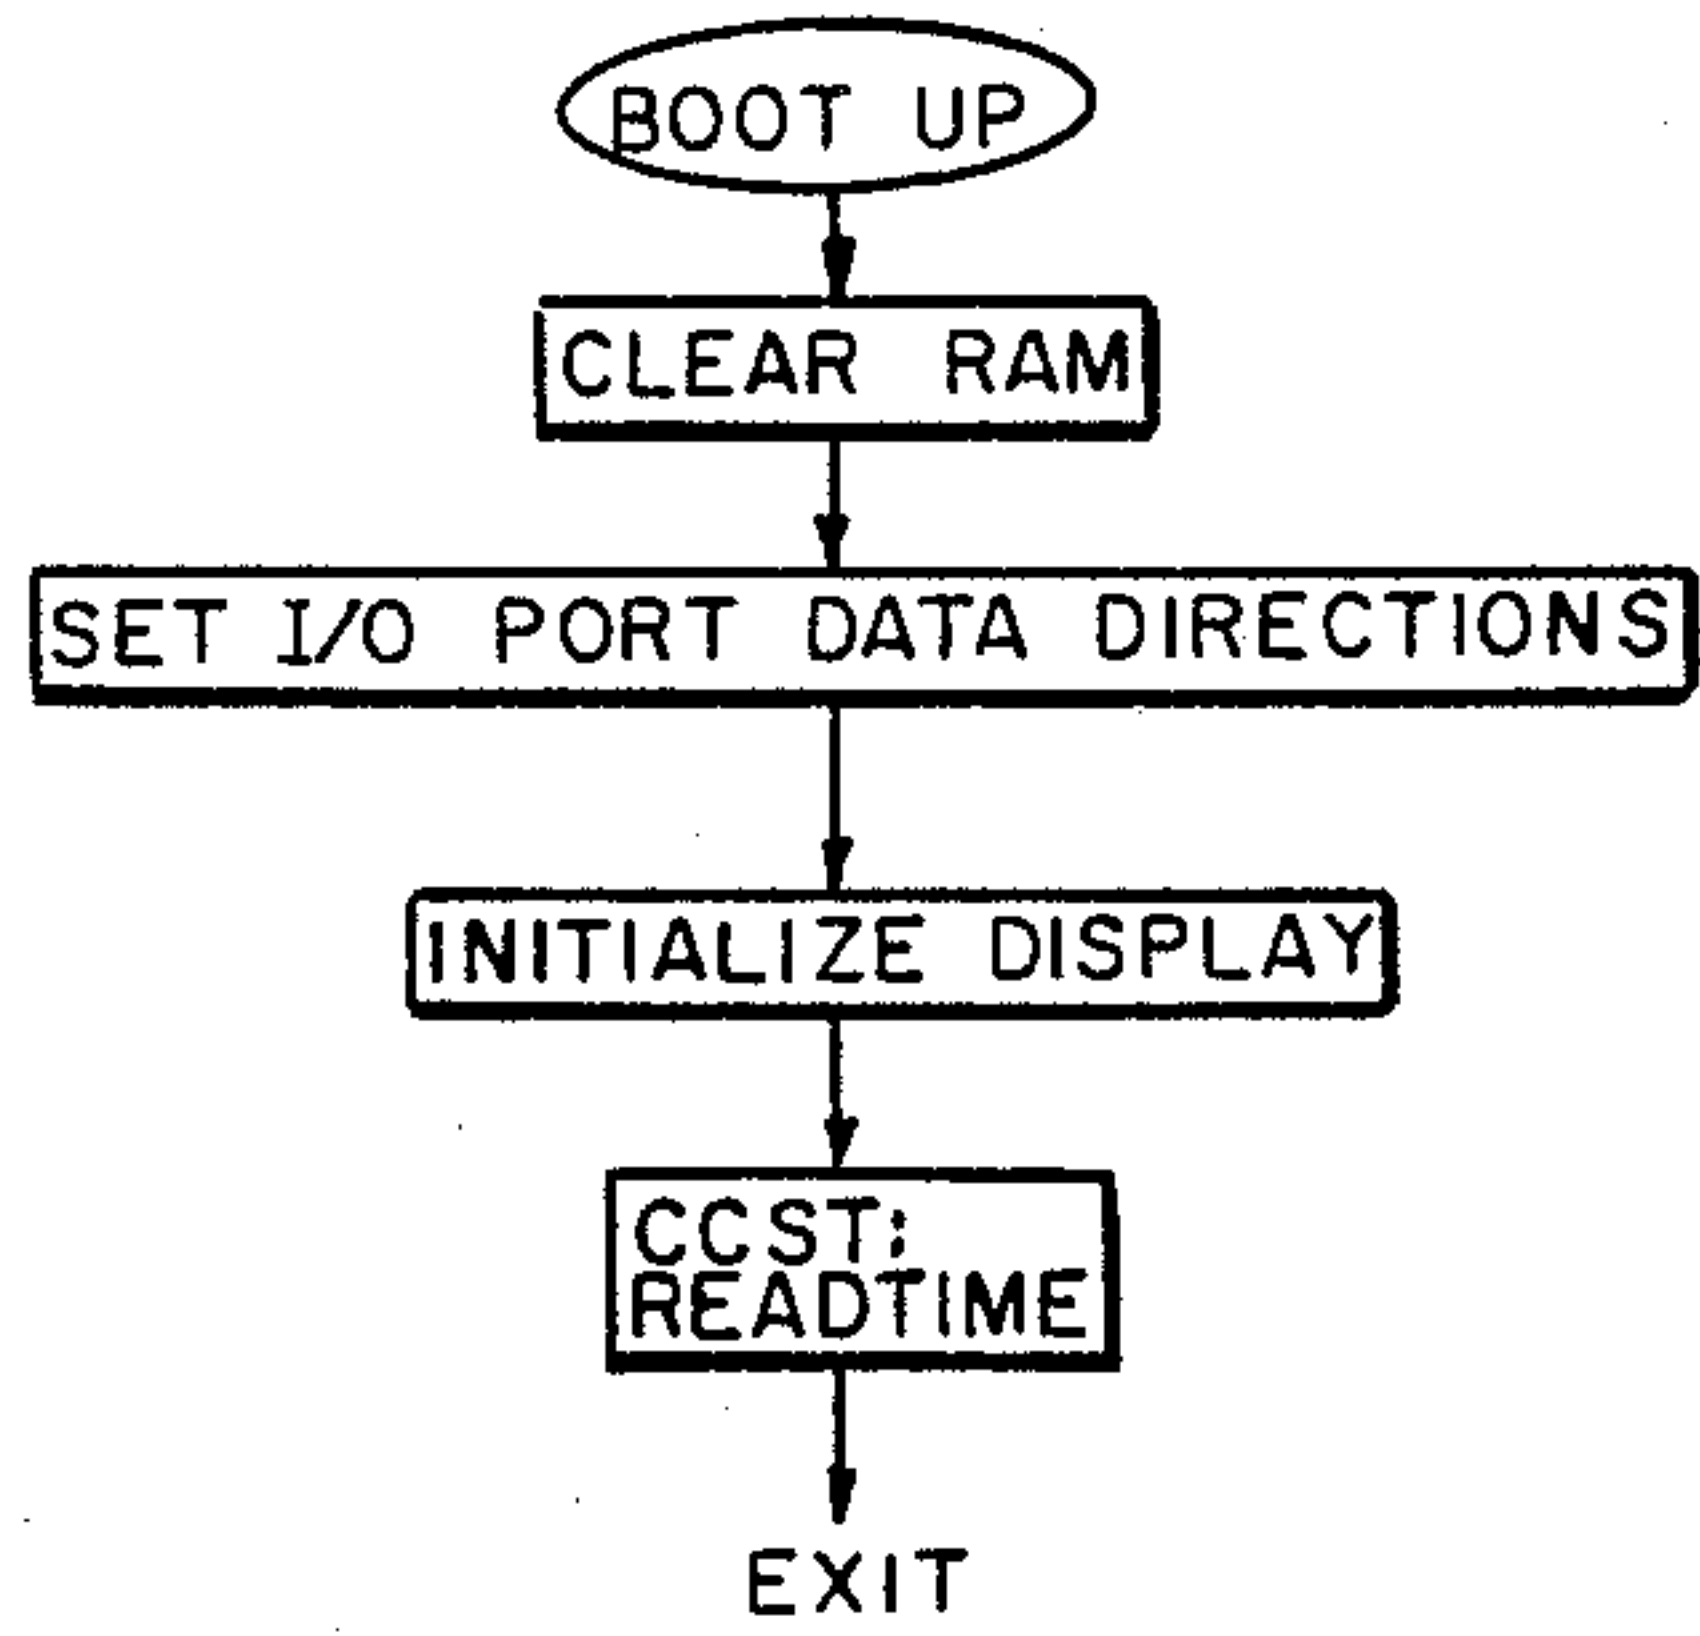 BOOT UP
CLEAR RAM
SET I/O PORT DATA DIRECTIONS
INITIALIZE DISPLAY
CCST:
READTIME
EXIT